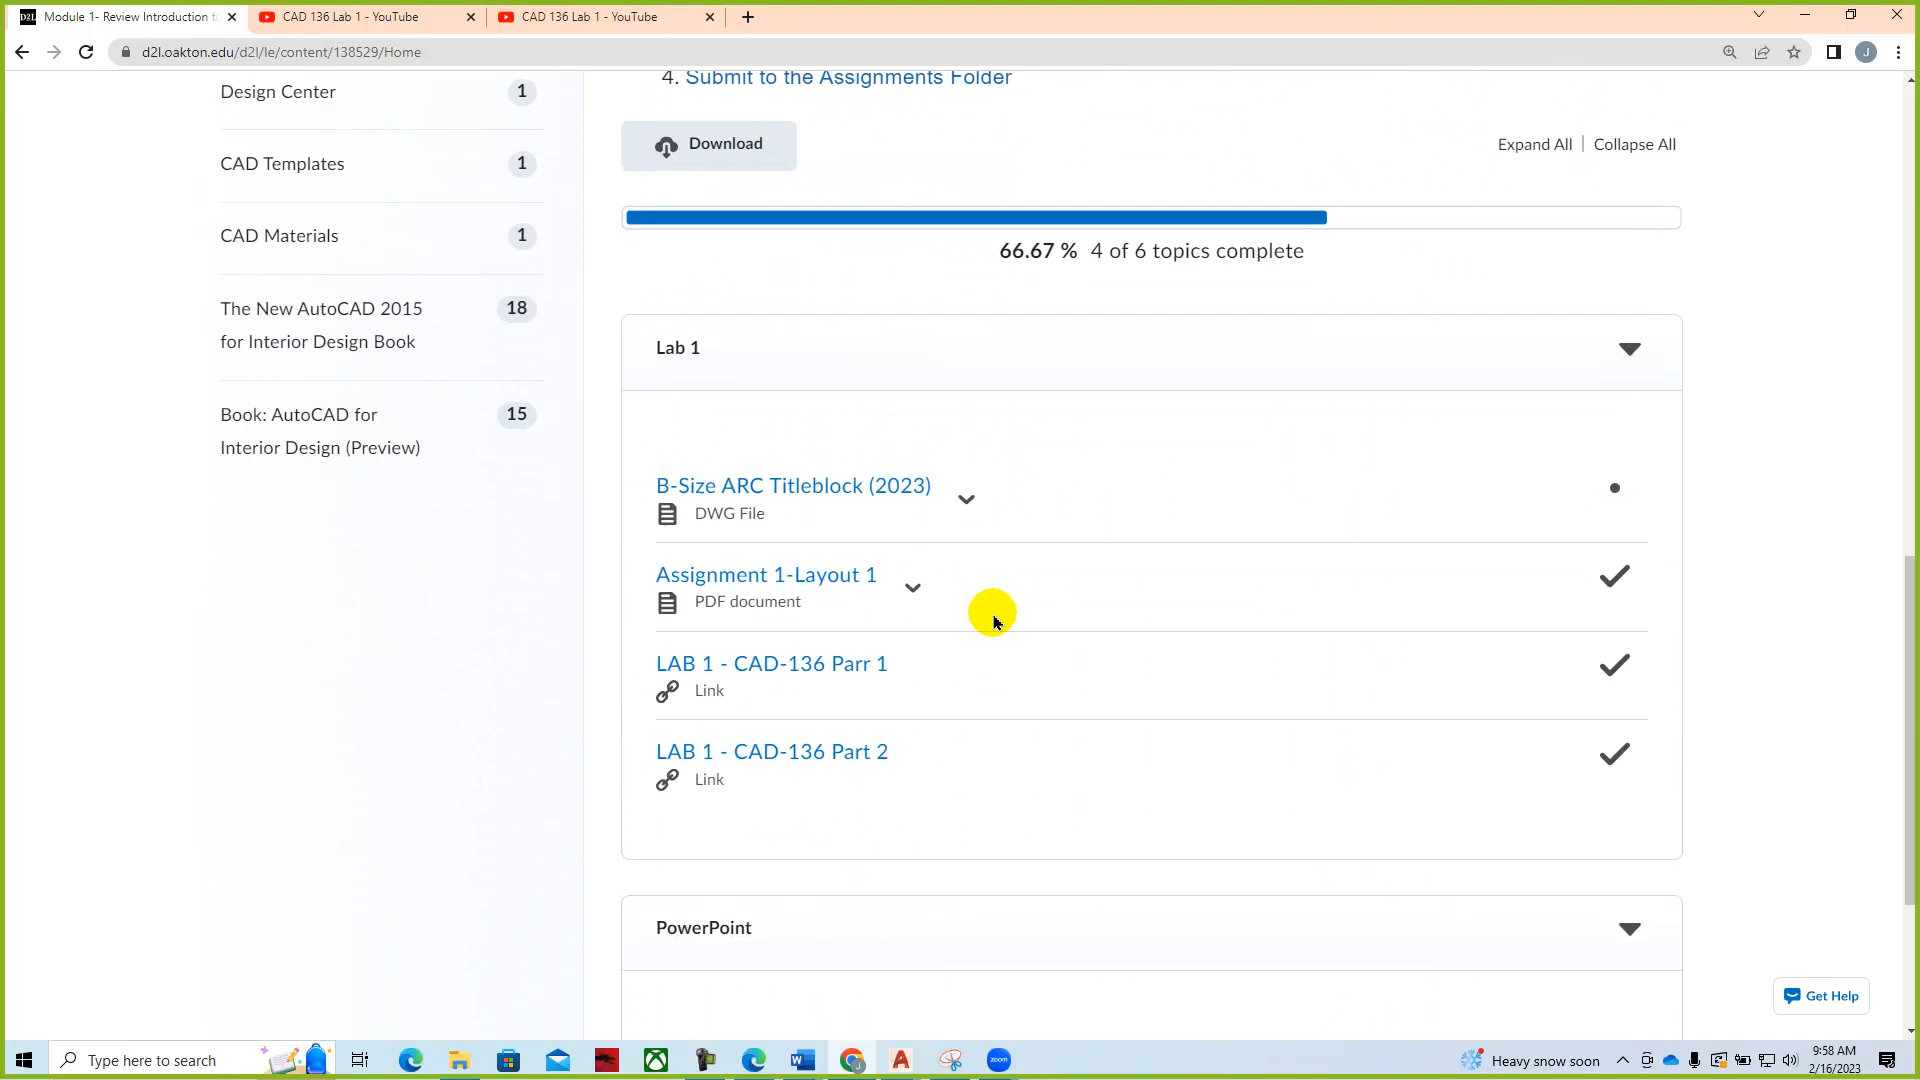 Module 1- Review Introduction to
CAD 136 Lab 1 - YouTube
CAD 136 Lab 1 - YouTube
d2l.oakton.edu/d2l/le/content/138529/Home
J
Design Center 1
CAD Templates 1
CAD Materials 1
The New AutoCAD 2015 18
for Interior Design Book
Book: AutoCAD for 15
Interior Design (Preview)
4. Submit to the Assignments Folder
Download
Expand All | Collapse All
66.67 % 4 of 6 topics complete
Lab 1
B-Size ARC Titleblock (2023)
DWG File
Assignment 1-Layout 1
PDF document
LAB 1 - CAD-136 Parr 1
Link
LAB 1 - CAD-136 Part 2
Link
PowerPoint
Get Help
Type here to search
zoom
Heavy snow soon
9:58 AM
2/16/2023